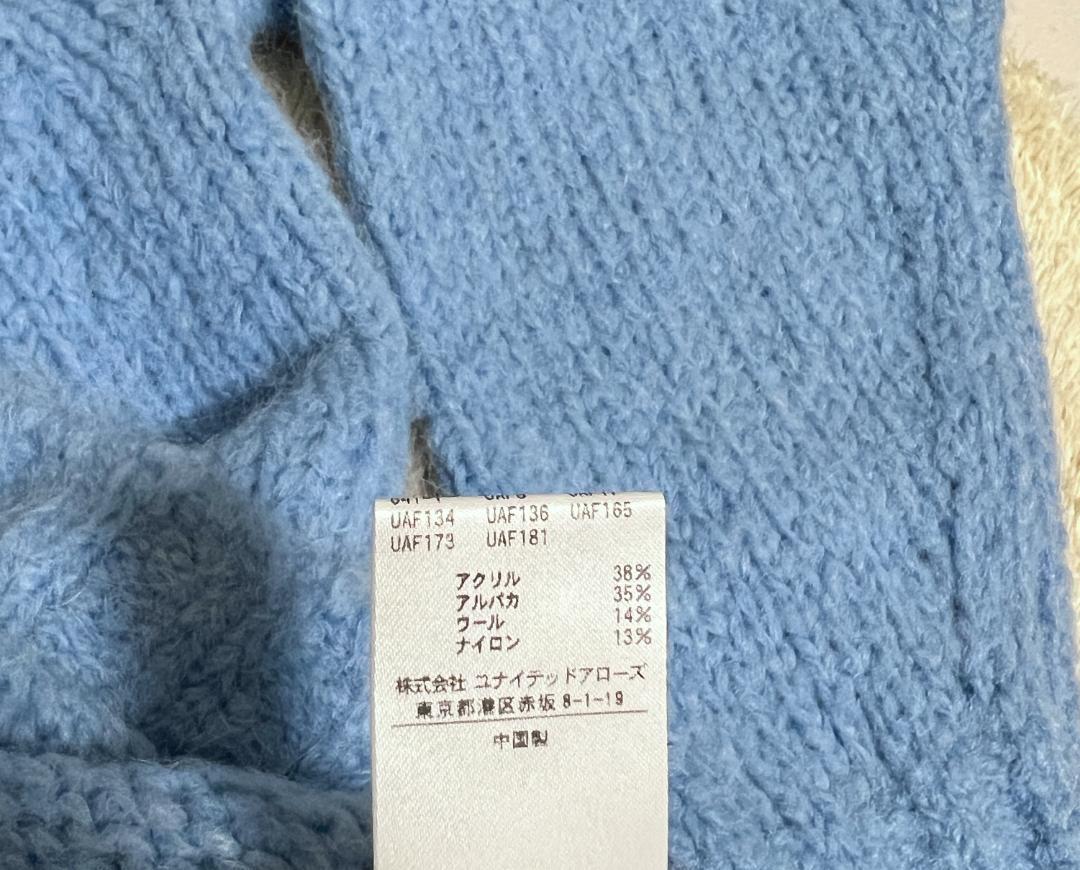 UAF134 UAF136 UAF165
UAF173 UAF181
アクリル 38%
アルパカ 35%
ウール 14%
ナイロン 13%
株式会社 ユナイテッドアローズ
東京都港区赤坂 8-1-19
中国製